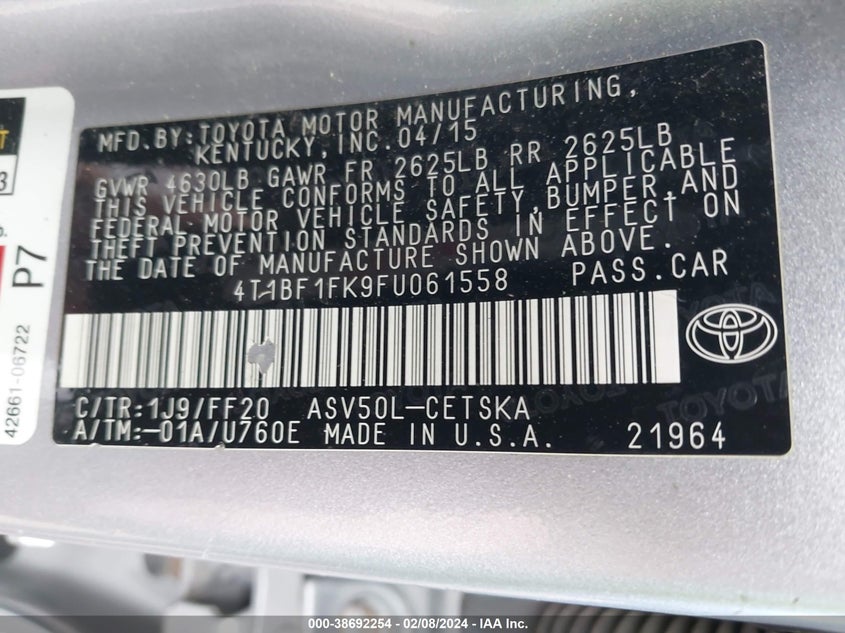 MFD.BY:TOYOTA MOTOR MANUFACTURING,
KENTUCKY, INC. 04/15
GVWR 4630LB GAWR FR 2625LB RR 2625LB
THIS VEHICLE CONFORMS TO ALL APPLICABLE
FEDERAL MOTOR VEHICLE SAFETY, BUMPER, AND
THEFT PREVENTION STANDARDS IN EFFECT ON
THE DATE OF MANUFACTURE SHOWN ABOVE.
4T1BF1FK9FU061558 PASS.CAR
C/TR:1J9/FF20 ASV50L-CETSKA
A/TM:-01A/U760E MADE IN U.S.A. 21964
P7
42661-06722
000-38692254 - 02/08/2024 - IAA Inc.